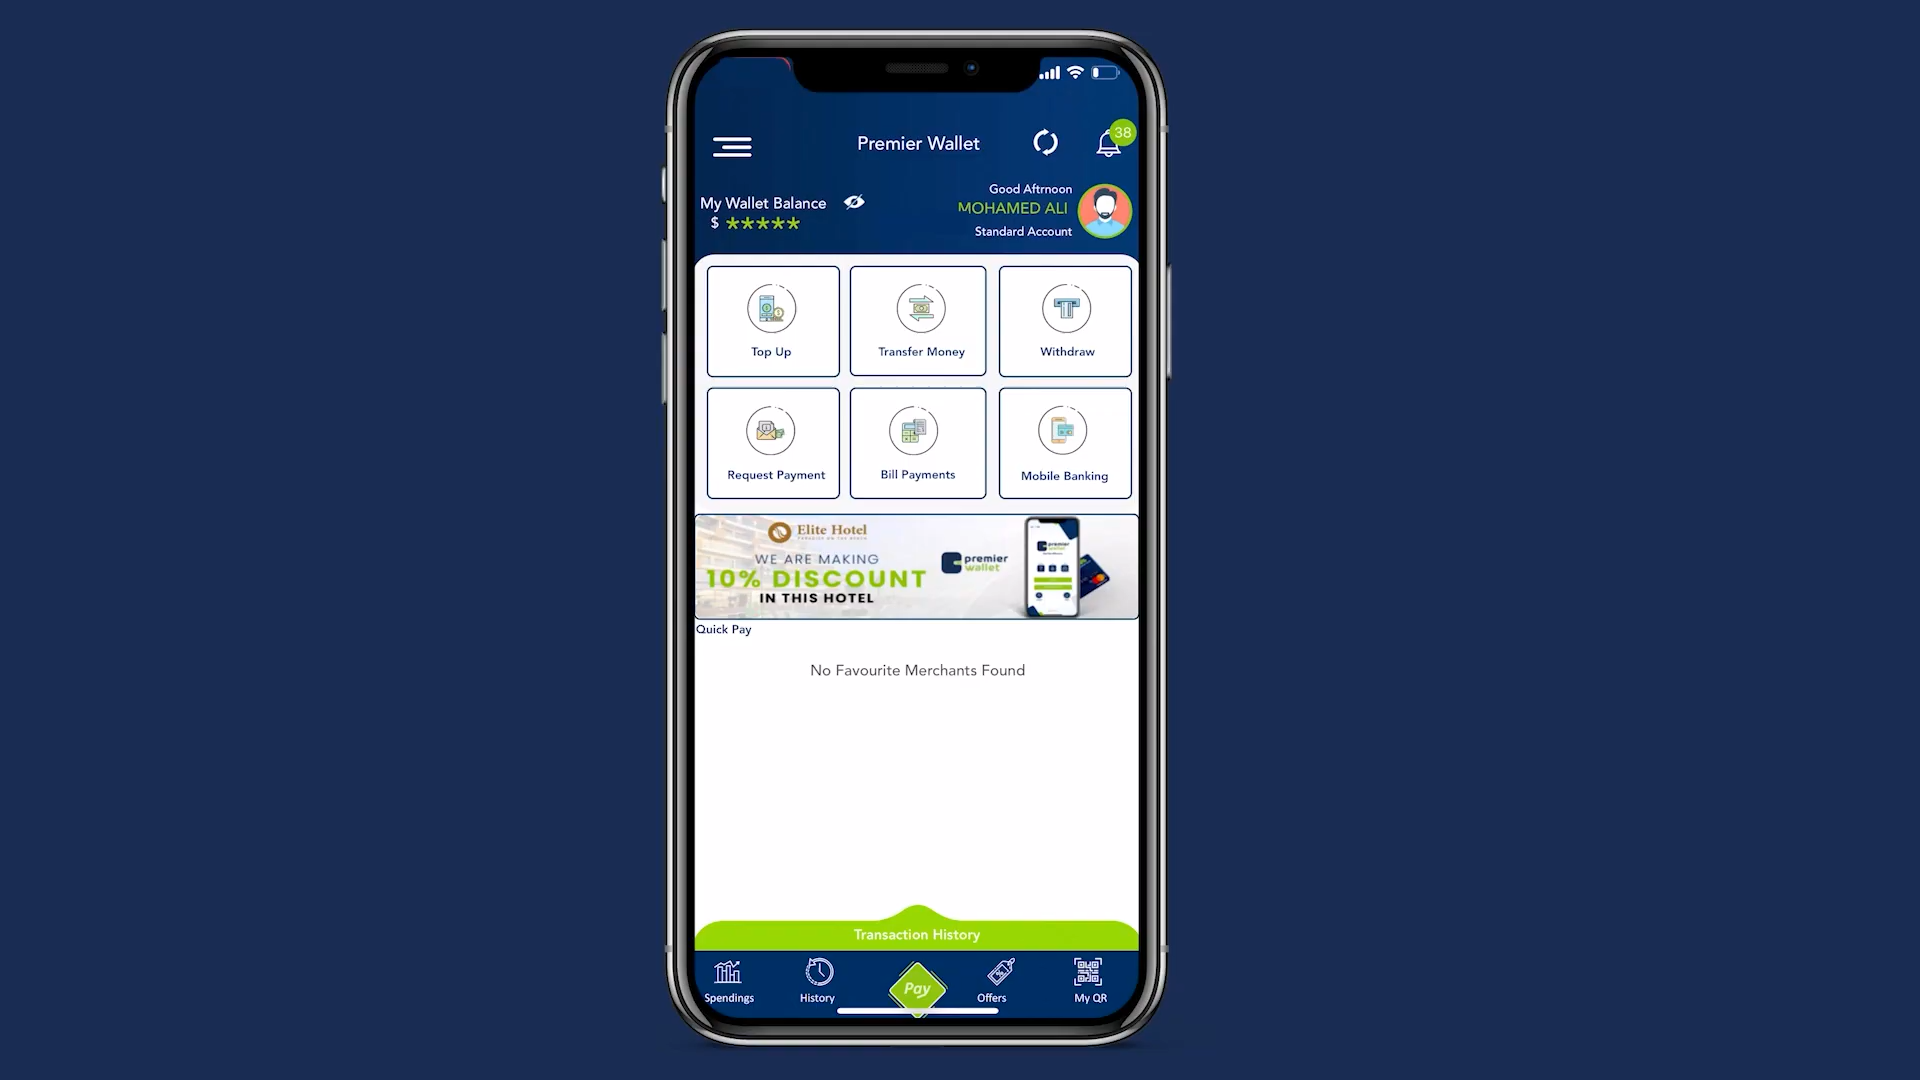 Premier Wallet
38
My Wallet Balance
$ *****
Good Aftrnoon
MOHAMED ALI
Standard Account
Top Up
Transfer Money
Withdraw
Request Payment
Bill Payments
Mobile Banking
Elite Hotel
WE ARE MAKING
10% DISCOUNT
IN THIS HOTEL
premier
wallet
premier
wallet
Quick Pay
No Favourite Merchants Found
Transaction History
Spendings
History
Pay
Offers
My QR